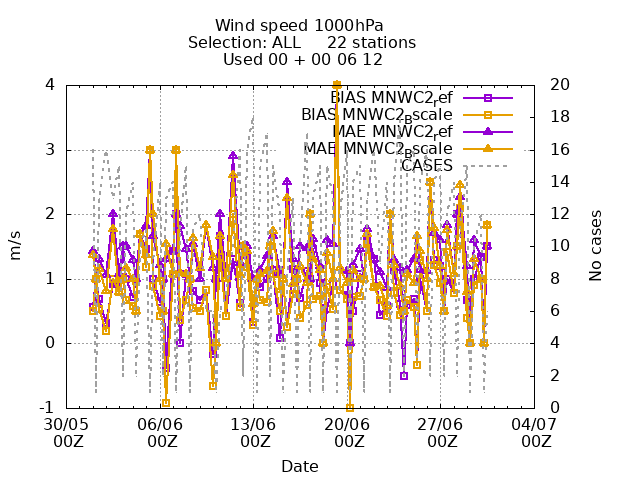 Wind speed 1000hPa
Selection: ALL 22 stations
Used 00 + 00 06 12
BIAS MNWC2_ref
BIAS MNWC2_Bscale
MAE MNWC2_ref
MAE MNWC2_Bscale
CASES
4
3
2
1
0
-1
m/s
20
18
16
14
12
10
8
6
4
2
0
No cases
30/05 06/06 13/06 20/06 27/06 04/07
00Z 00Z 00Z 00Z 00Z 00Z
Date